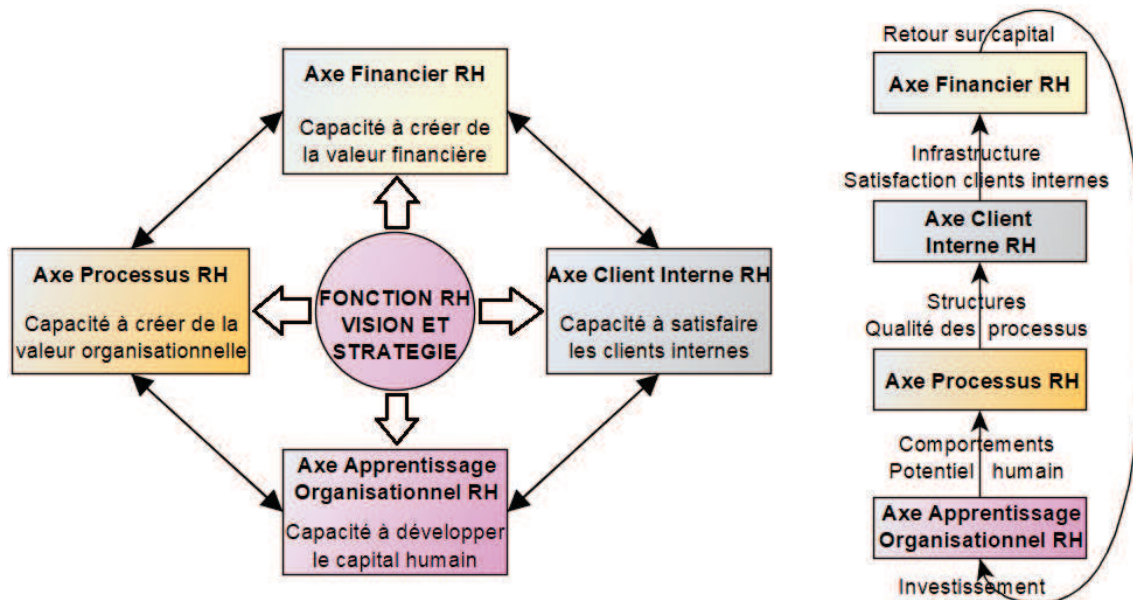 Axe Financier RH
Capacité à créer de
la valeur financière
Axe Processus RH
Capacité à créer de la
valeur organisationnelle
FONCTION RH
VISION ET
STRATEGIE
Axe Client Interne RH
Capacité à satisfaire
les clients internes
Axe Apprentissage
Organisationnel RH
Capacité à développer
le capital humain
Retour sur capital
Axe Financier RH
Infrastructure
Satisfaction clients internes
Axe Client
Interne RH
Structures
Qualité des processus
Axe Processus RH
Comportements
Potentiel humain
Axe Apprentissage
Organisationnel RH
Investissement